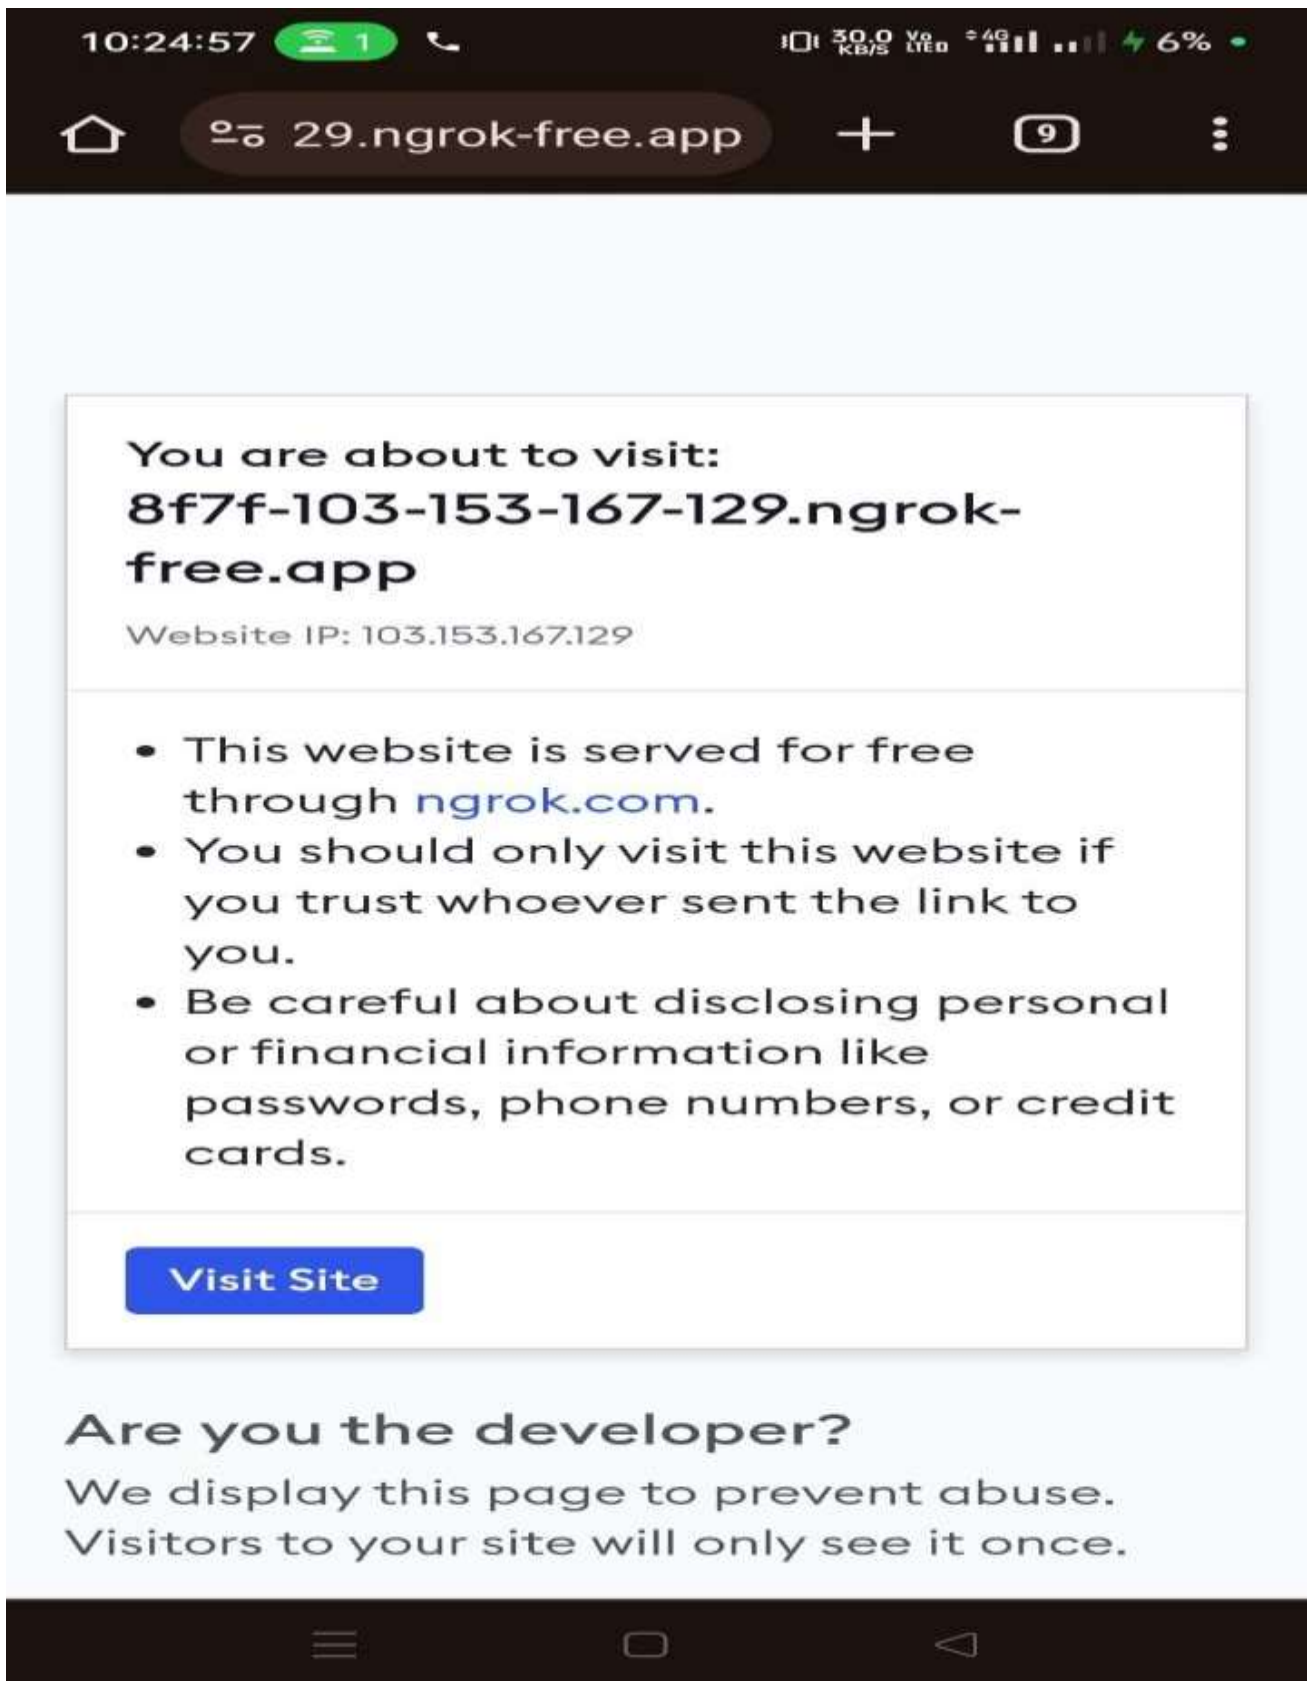 10:24:57 1 30.0 KB/S Vo LTE 4G 6%
29.ngrok-free.app 9
You are about to visit:
8f7f-103-153-167-129.ngrok-
free.app
Website IP: 103.153.167.129
This website is served for free
through ngrok.com.
You should only visit this website if
you trust whoever sent the link to
you.
Be careful about disclosing personal
or financial information like
passwords, phone numbers, or credit
cards.
Visit Site
Are you the developer?
We display this page to prevent abuse.
Visitors to your site will only see it once.